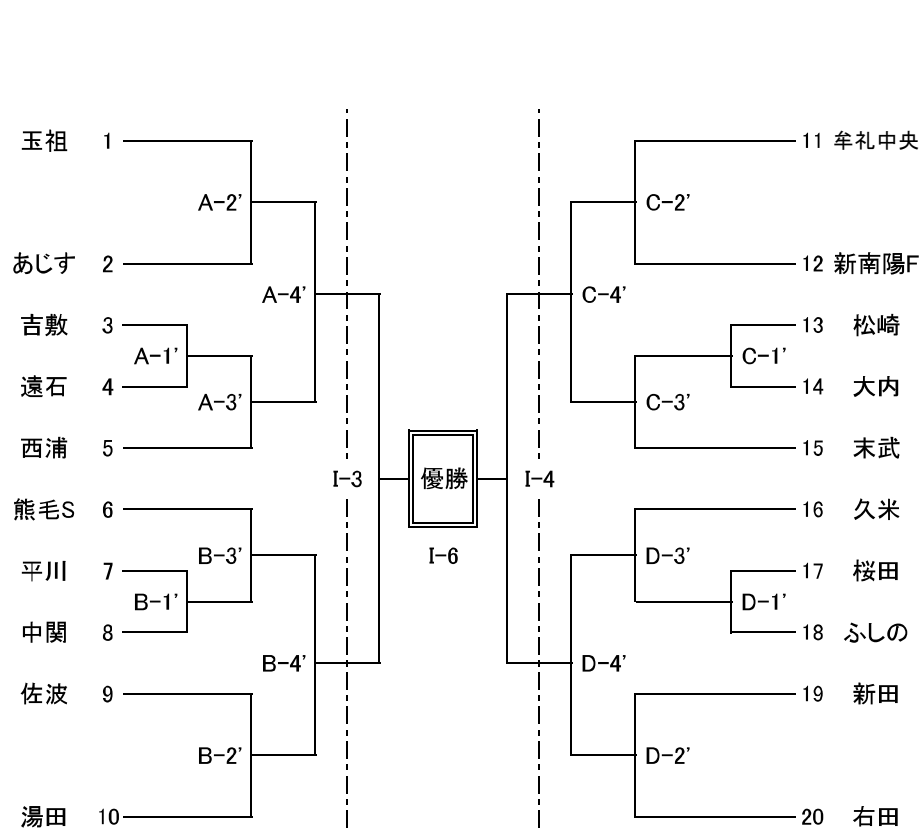 玉祖 1 11 牟礼中央
A-2' C-2'
あじす 2 12 新南陽F
A-4' C-4'
吉敷 3 13 松崎
A-1' C-1'
遠石 4 14 大内
A-3' C-3'
西浦 5 15 末武
I-3 優勝 I-4
熊毛S 6 16 久米
B-3' I-6 D-3'
平川 7 17 桜田
B-1' D-1'
中関 8 18 ふしの
B-4' D-4'
佐波 9 19 新田
B-2' D-2'
湯田 10 20 右田